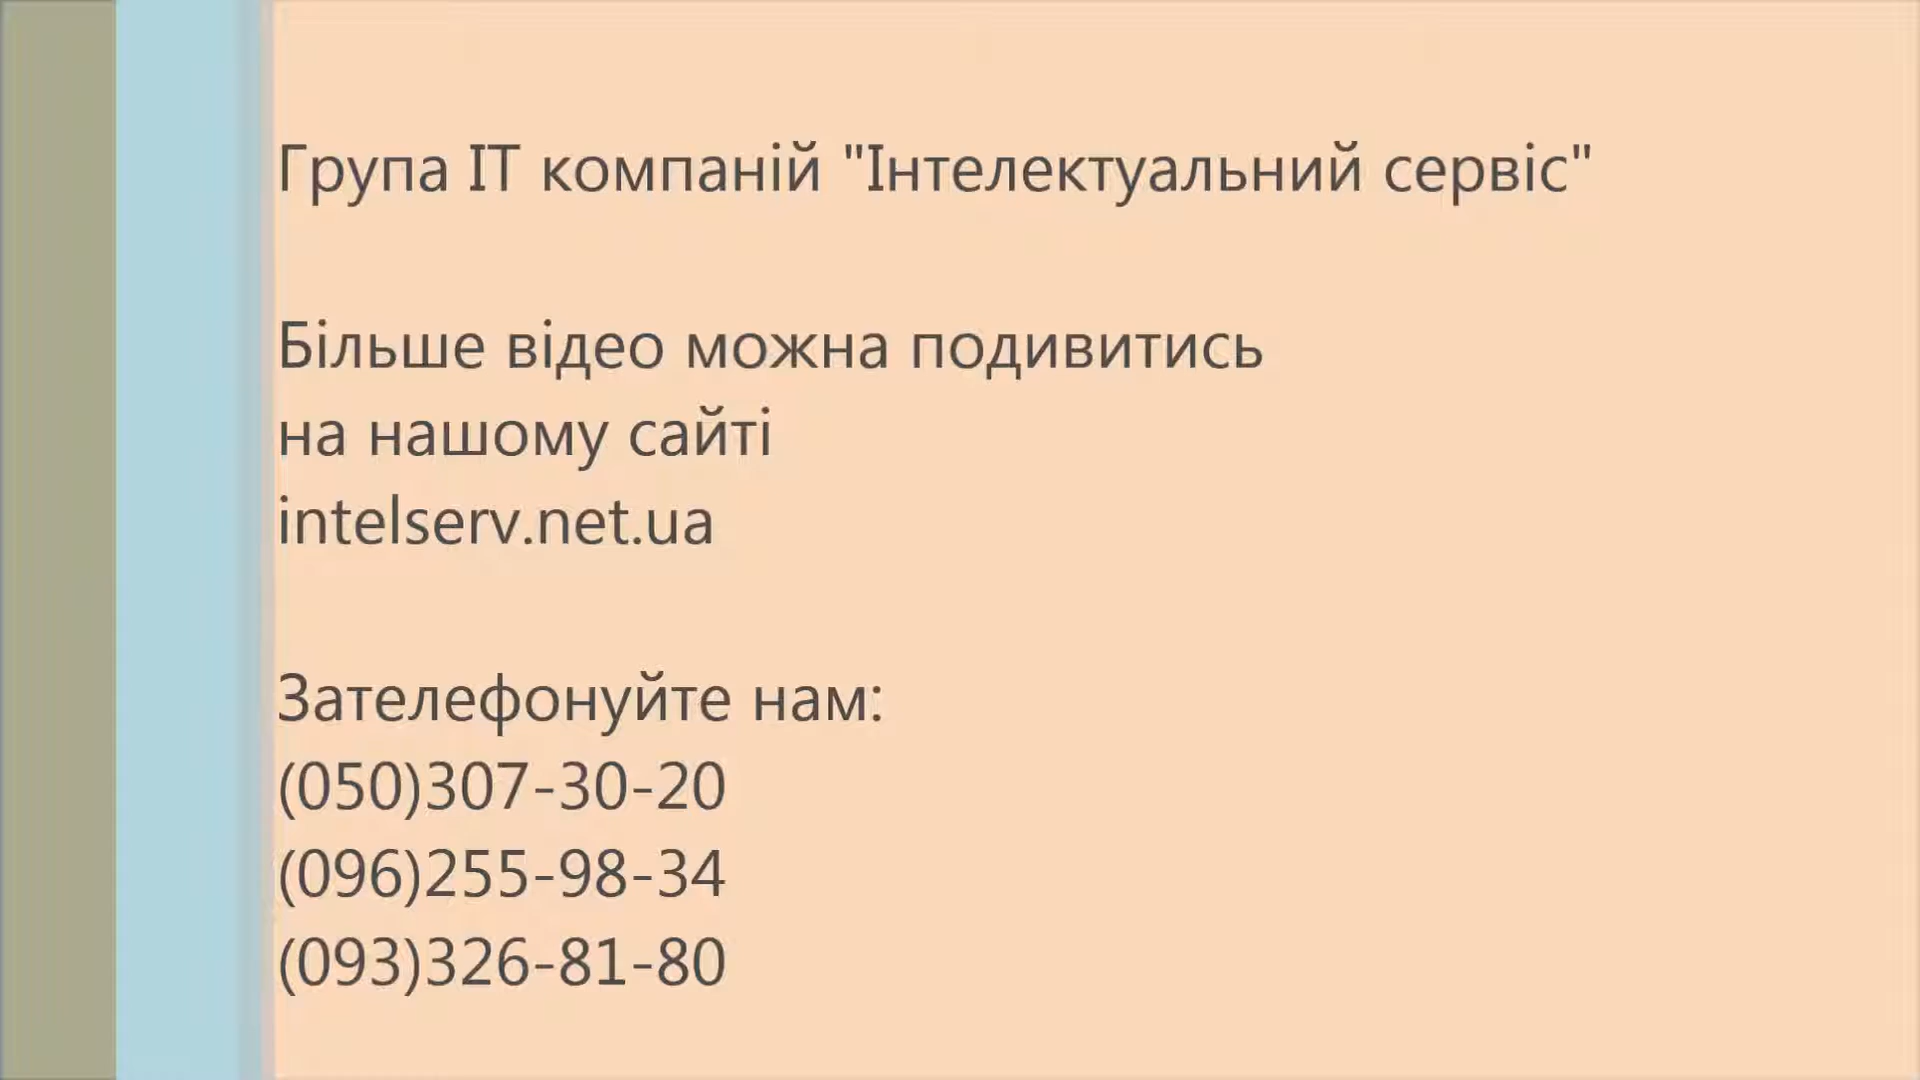 Група ІТ компаній "Інтелектуальний сервіс"
Більше відео можна подивитись
на нашому сайті
intelserv.net.ua
Зателефонуйте нам:
(050)307-30-20
(096)255-98-34
(093)326-81-80